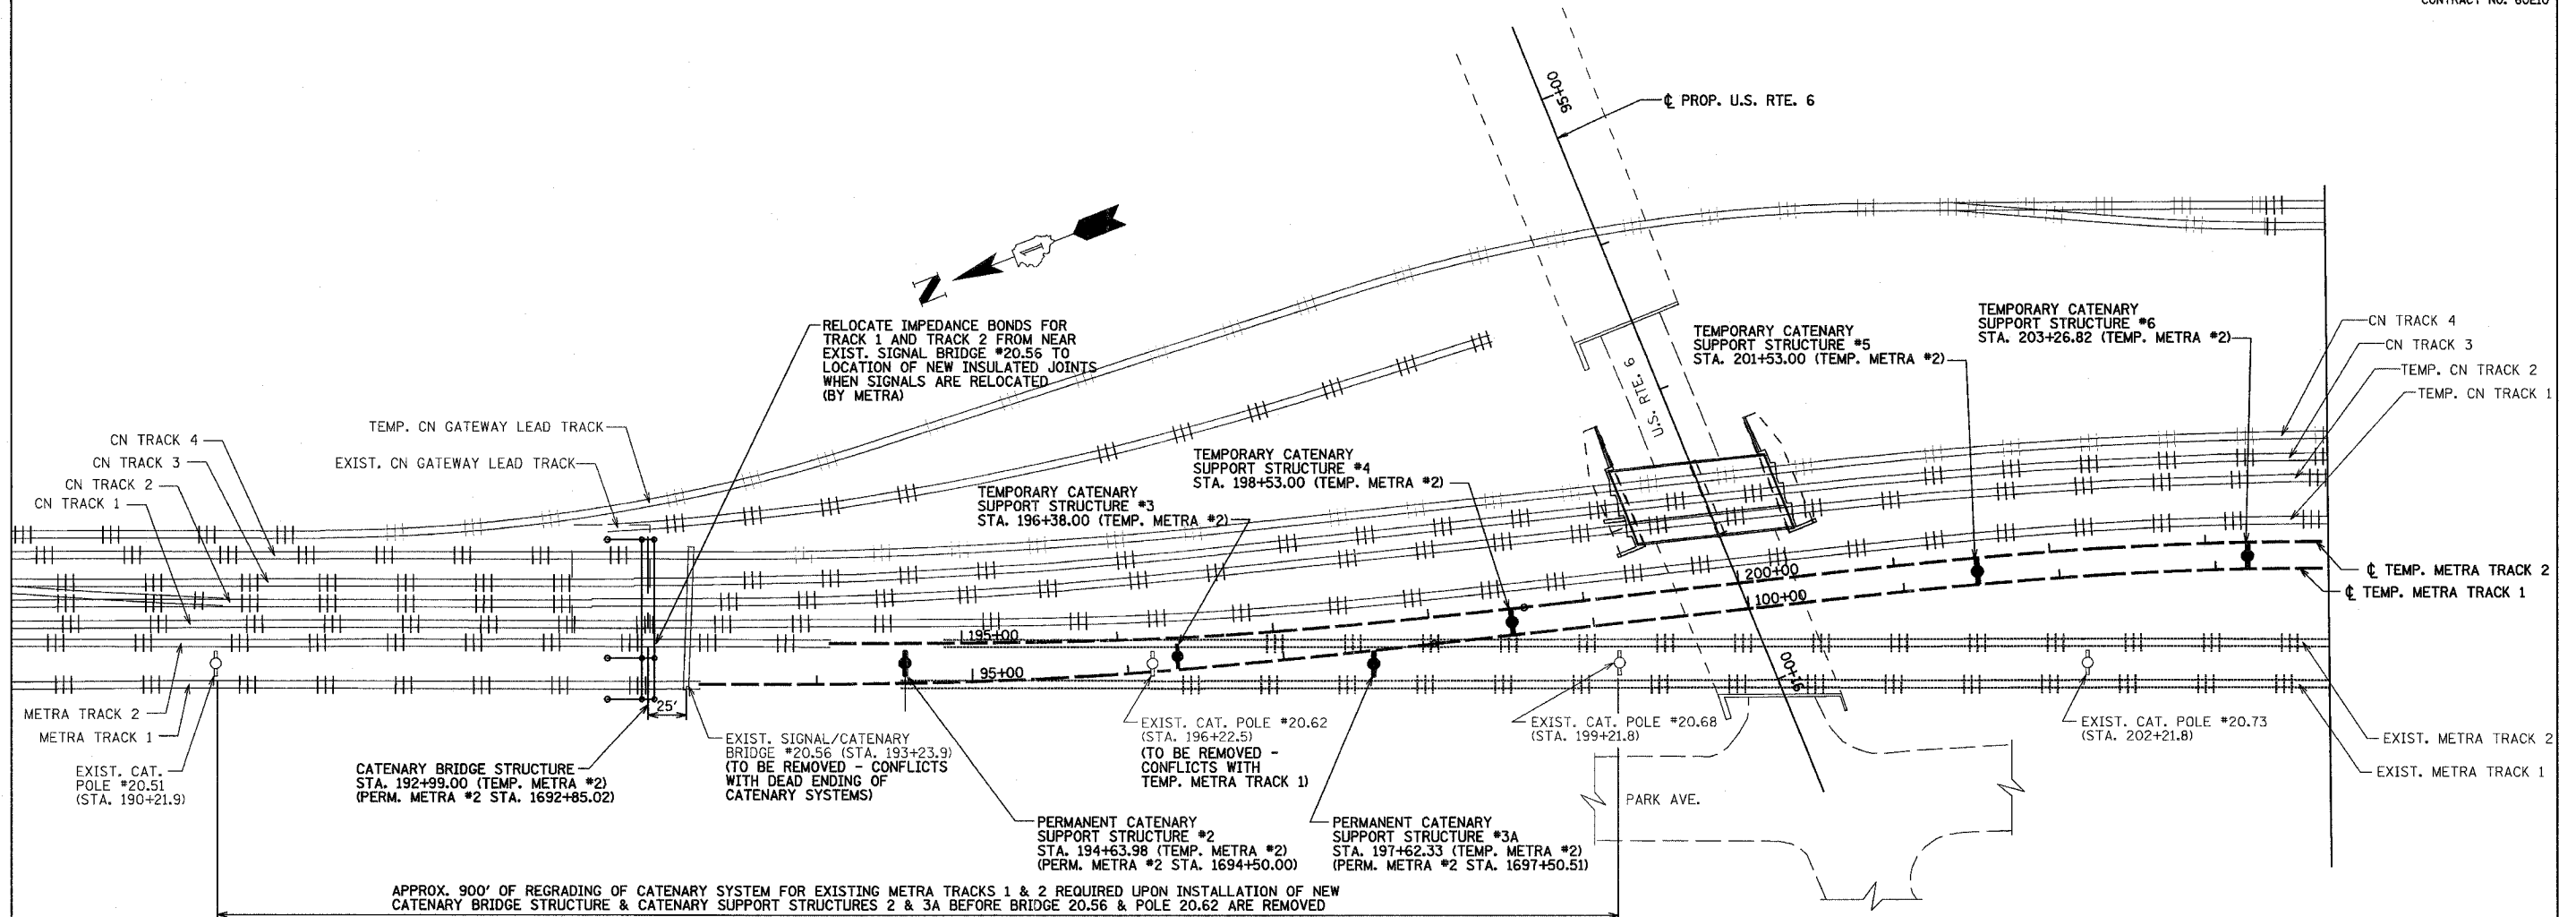 CONTRACT NO. 60E10
95+00
℄ PROP. U.S. RTE. 6
N
RELOCATE IMPEDANCE BONDS FOR
TRACK 1 AND TRACK 2 FROM NEAR
EXIST. SIGNAL BRIDGE #20.56 TO
LOCATION OF NEW INSULATED JOINTS
WHEN SIGNALS ARE RELOCATED
(BY METRA)
TEMPORARY CATENARY
SUPPORT STRUCTURE #6
STA. 203+26.82 (TEMP. METRA #2)
TEMPORARY CATENARY
SUPPORT STRUCTURE #5
STA. 201+53.00 (TEMP. METRA #2)
CN TRACK 4
CN TRACK 3
TEMP. CN TRACK 2
TEMP. CN TRACK 1
U.S. RTE. 6
TEMP. CN GATEWAY LEAD TRACK
EXIST. CN GATEWAY LEAD TRACK
CN TRACK 4
CN TRACK 3
CN TRACK 2
CN TRACK 1
TEMPORARY CATENARY
SUPPORT STRUCTURE #4
STA. 198+53.00 (TEMP. METRA #2)
TEMPORARY CATENARY
SUPPORT STRUCTURE #3
STA. 196+38.00 (TEMP. METRA #2)
200+00
100+00
℄ TEMP. METRA TRACK 2
℄ TEMP. METRA TRACK 1
195+00
95+00
91+00
METRA TRACK 2
METRA TRACK 1
25'
EXIST. CAT.
POLE #20.51
(STA. 190+21.9)
CATENARY BRIDGE STRUCTURE
STA. 192+99.00 (TEMP. METRA #2)
(PERM. METRA #2 STA. 1692+85.02)
EXIST. SIGNAL/CATENARY
BRIDGE #20.56 (STA. 193+23.9)
(TO BE REMOVED - CONFLICTS
WITH DEAD ENDING OF
CATENARY SYSTEMS)
EXIST. CAT. POLE #20.62
(STA. 196+22.5)
(TO BE REMOVED -
CONFLICTS WITH
TEMP. METRA TRACK 1)
EXIST. CAT. POLE #20.68
(STA. 199+21.8)
EXIST. CAT. POLE #20.73
(STA. 202+21.8)
EXIST. METRA TRACK 2
EXIST. METRA TRACK 1
PARK AVE.
PERMANENT CATENARY
SUPPORT STRUCTURE #2
STA. 194+63.98 (TEMP. METRA #2)
(PERM. METRA #2 STA. 1694+50.00)
PERMANENT CATENARY
SUPPORT STRUCTURE #3A
STA. 197+62.33 (TEMP. METRA #2)
(PERM. METRA #2 STA. 1697+50.51)
APPROX. 900' OF REGRADING OF CATENARY SYSTEM FOR EXISTING METRA TRACKS 1 & 2 REQUIRED UPON INSTALLATION OF NEW
CATENARY BRIDGE STRUCTURE & CATENARY SUPPORT STRUCTURES 2 & 3A BEFORE BRIDGE 20.56 & POLE 20.62 ARE REMOVED